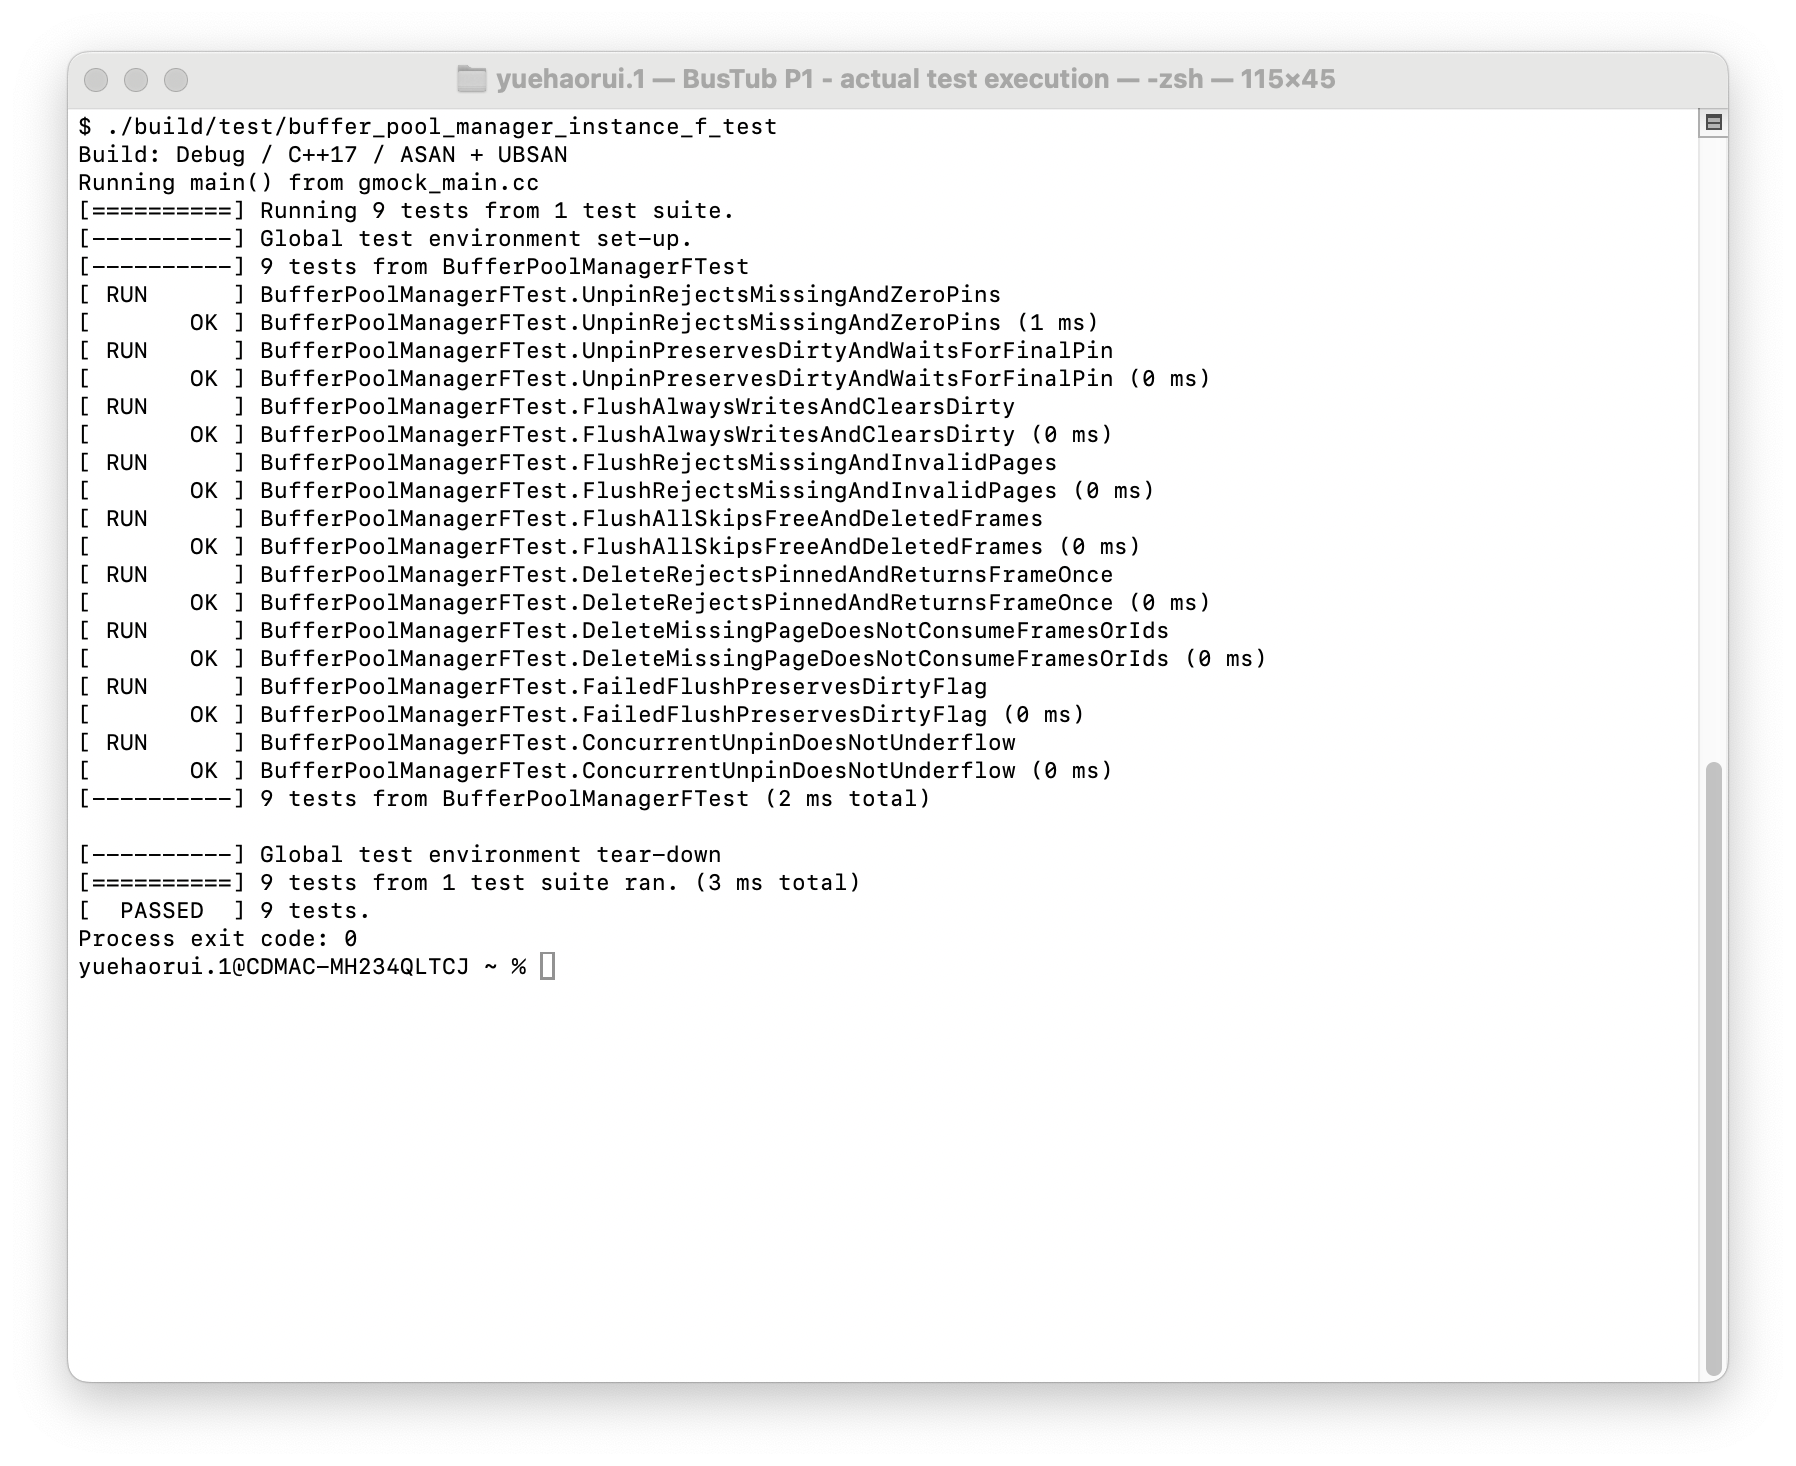 yuehaorui.1 — BusTub P1 - actual test execution — -zsh — 115×45
$ ./build/test/buffer_pool_manager_instance_f_test
Build: Debug / C++17 / ASAN + UBSAN
Running main() from gmock_main.cc
[==========] Running 9 tests from 1 test suite.
[----------] Global test environment set-up.
[----------] 9 tests from BufferPoolManagerFTest
[ RUN      ] BufferPoolManagerFTest.UnpinRejectsMissingAndZeroPins
[       OK ] BufferPoolManagerFTest.UnpinRejectsMissingAndZeroPins (1 ms)
[ RUN      ] BufferPoolManagerFTest.UnpinPreservesDirtyAndWaitsForFinalPin
[       OK ] BufferPoolManagerFTest.UnpinPreservesDirtyAndWaitsForFinalPin (0 ms)
[ RUN      ] BufferPoolManagerFTest.FlushAlwaysWritesAndClearsDirty
[       OK ] BufferPoolManagerFTest.FlushAlwaysWritesAndClearsDirty (0 ms)
[ RUN      ] BufferPoolManagerFTest.FlushRejectsMissingAndInvalidPages
[       OK ] BufferPoolManagerFTest.FlushRejectsMissingAndInvalidPages (0 ms)
[ RUN      ] BufferPoolManagerFTest.FlushAllSkipsFreeAndDeletedFrames
[       OK ] BufferPoolManagerFTest.FlushAllSkipsFreeAndDeletedFrames (0 ms)
[ RUN      ] BufferPoolManagerFTest.DeleteRejectsPinnedAndReturnsFrameOnce
[       OK ] BufferPoolManagerFTest.DeleteRejectsPinnedAndReturnsFrameOnce (0 ms)
[ RUN      ] BufferPoolManagerFTest.DeleteMissingPageDoesNotConsumeFramesOrIds
[       OK ] BufferPoolManagerFTest.DeleteMissingPageDoesNotConsumeFramesOrIds (0 ms)
[ RUN      ] BufferPoolManagerFTest.FailedFlushPreservesDirtyFlag
[       OK ] BufferPoolManagerFTest.FailedFlushPreservesDirtyFlag (0 ms)
[ RUN      ] BufferPoolManagerFTest.ConcurrentUnpinDoesNotUnderflow
[       OK ] BufferPoolManagerFTest.ConcurrentUnpinDoesNotUnderflow (0 ms)
[----------] 9 tests from BufferPoolManagerFTest (2 ms total)

[----------] Global test environment tear-down
[==========] 9 tests from 1 test suite ran. (3 ms total)
[  PASSED  ] 9 tests.
Process exit code: 0
yuehaorui.1@CDMAC-MH234QLTCJ ~ %